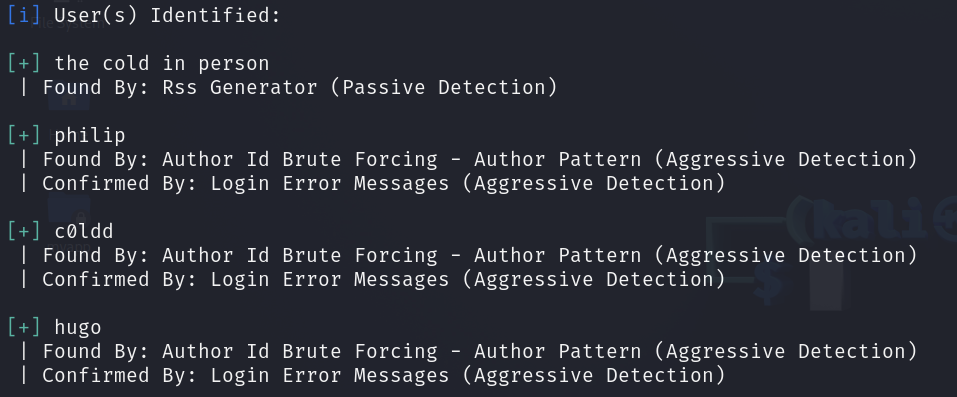 [i] User(s) Identified:
[+] the cold in person
| Found By: Rss Generator (Passive Detection)
[+] philip
| Found By: Author Id Brute Forcing - Author Pattern (Aggressive Detection)
| Confirmed By: Login Error Messages (Aggressive Detection)
[+] c0ldd
| Found By: Author Id Brute Forcing - Author Pattern (Aggressive Detection)
| Confirmed By: Login Error Messages (Aggressive Detection)
[+] hugo
| Found By: Author Id Brute Forcing - Author Pattern (Aggressive Detection)
| Confirmed By: Login Error Messages (Aggressive Detection)
(kali
$